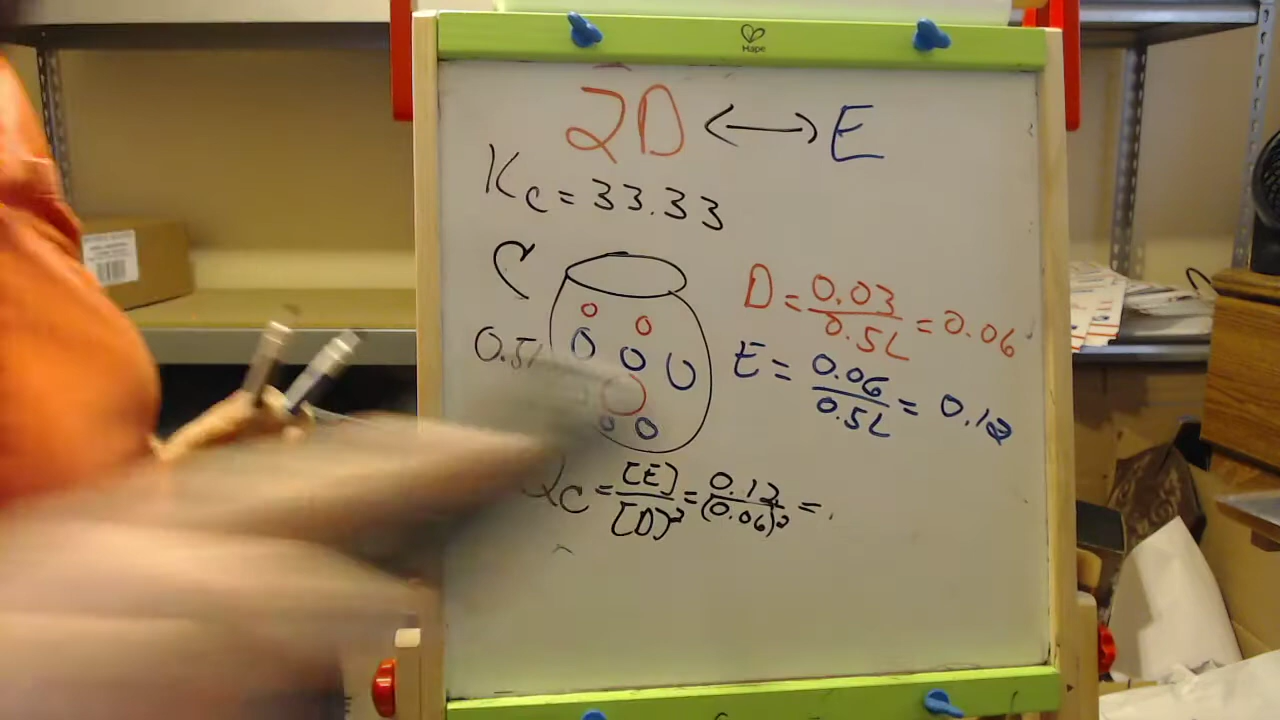 Hape
2D ⟷ E
Kc = 33.33
C
D = 0.03 / 0.5L = 0.06
0.5L
E = 0.06 / 0.5L = 0.12
Qc = [E] / [D]² = 0.12 / (0.06)² =